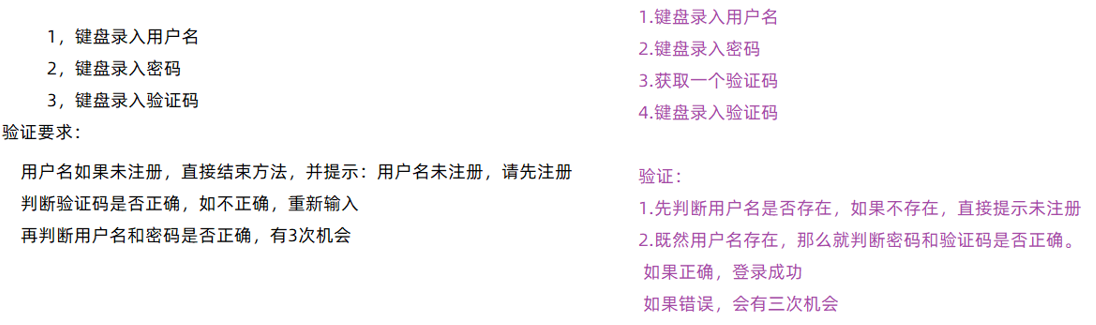 1，键盘录入用户名
2，键盘录入密码
3，键盘录入验证码
验证要求：
用户名如果未注册，直接结束方法，并提示：用户名未注册，请先注册
判断验证码是否正确，如不正确，重新输入
再判断用户名和密码是否正确，有3次机会
1.键盘录入用户名
2.键盘录入密码
3.获取一个验证码
4.键盘录入验证码
验证：
1.先判断用户名是否存在，如果不存在，直接提示未注册
2.既然用户名存在，那么就判断密码和验证码是否正确。
如果正确，登录成功
如果错误，会有三次机会